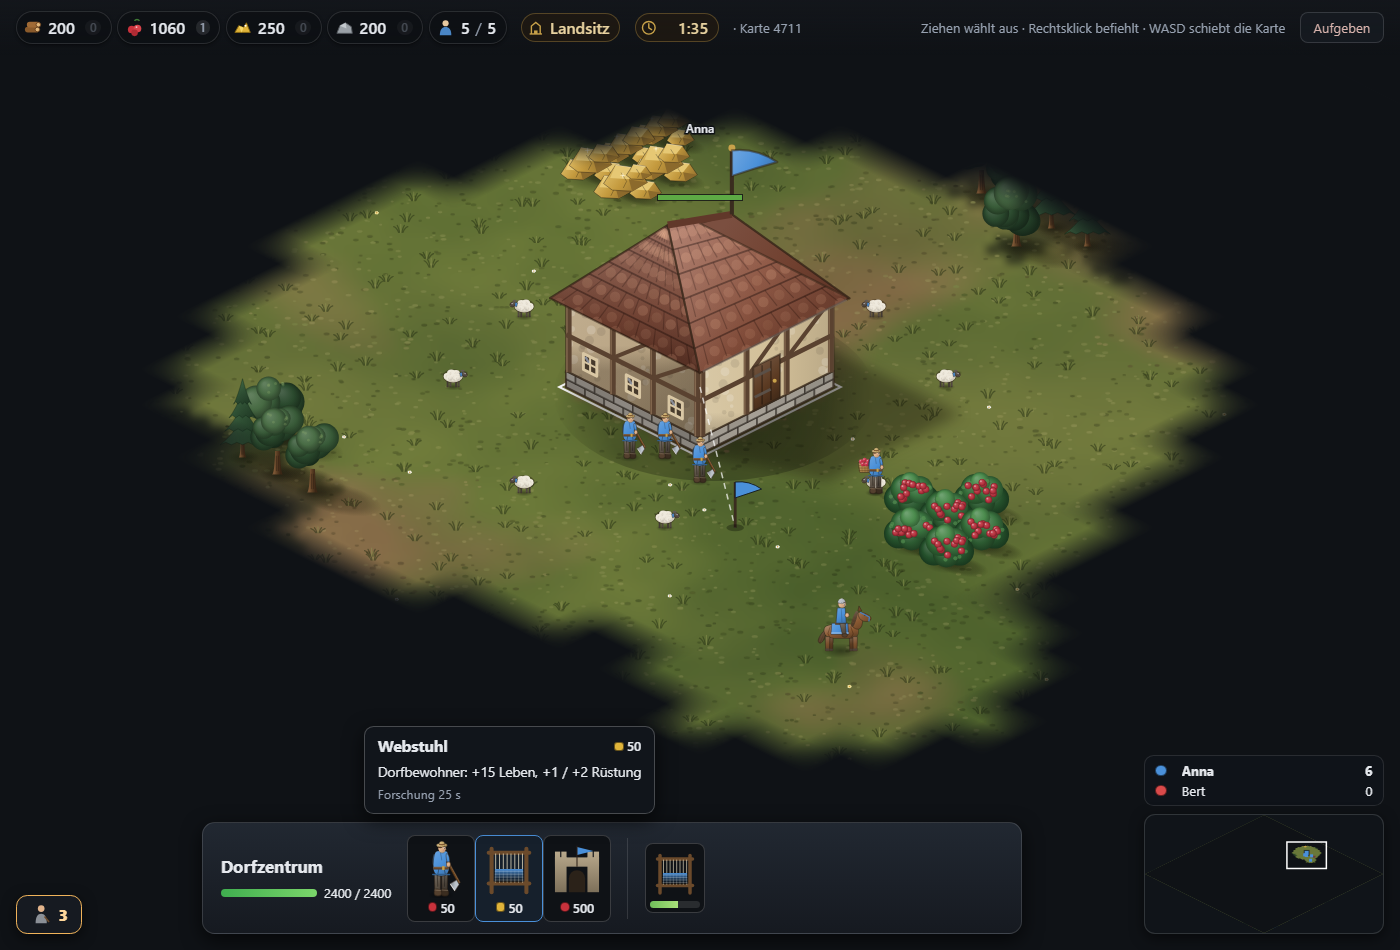 200 0 1060 1 250 0 200 0 5 / 5 Landsitz 1:35 · Karte 4711 Ziehen wählt aus · Rechtsklick befiehlt · WASD schiebt die Karte Aufgeben
Anna
Webstuhl 50
Dorfbewohner: +15 Leben, +1 / +2 Rüstung
Forschung 25 s
Anna 6
Bert 0
Dorfzentrum
2400 / 2400
50 50 500
3